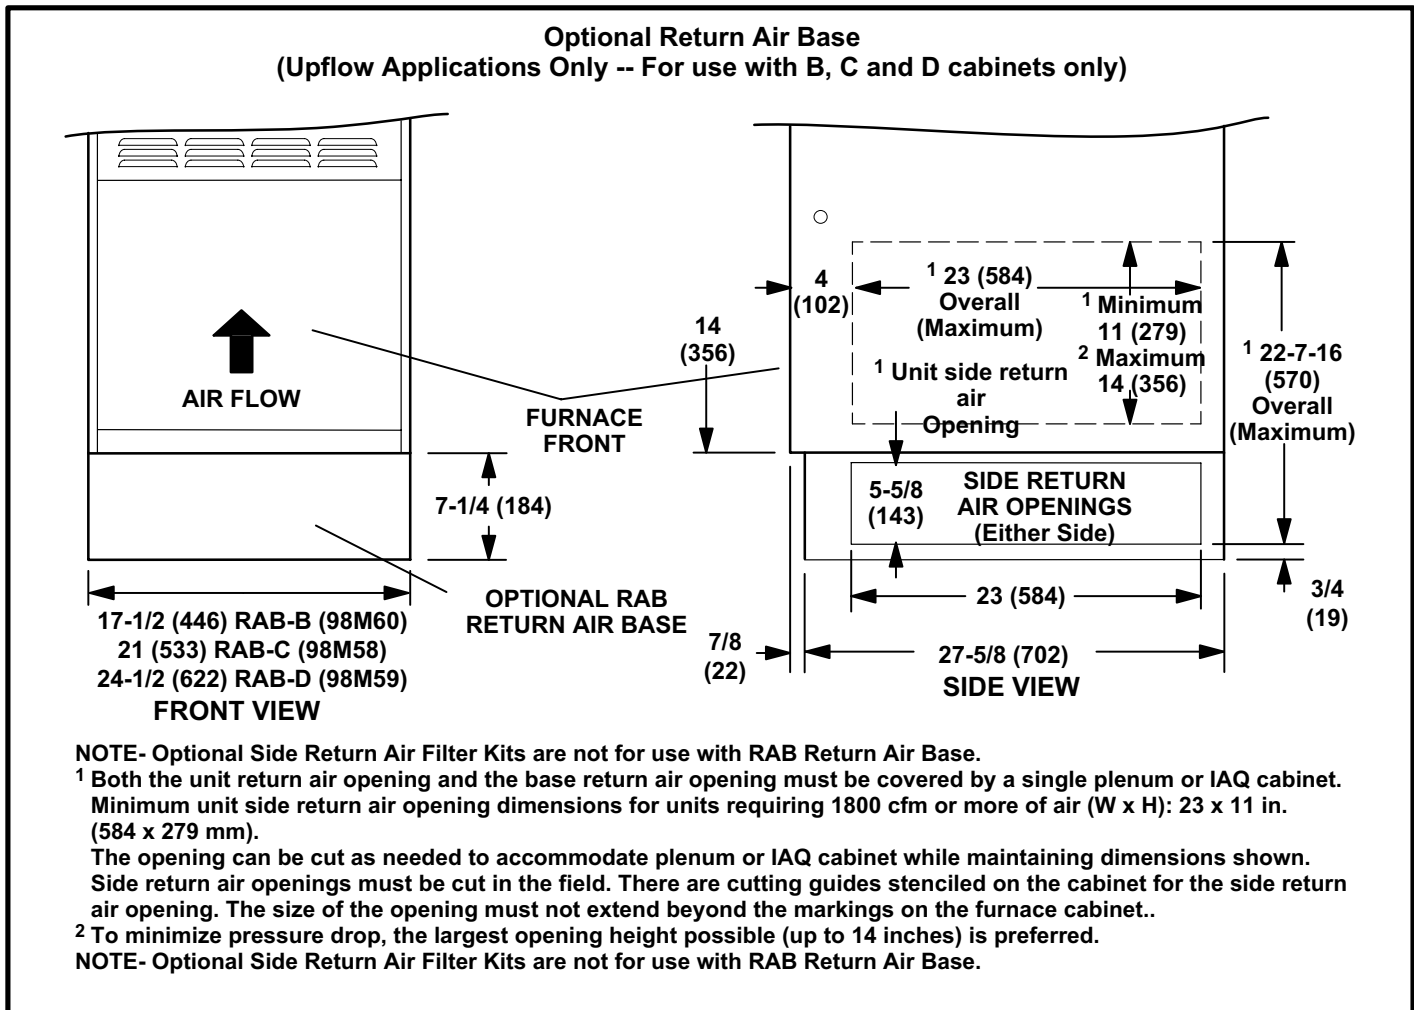 Optional Return Air Base
(Upflow Applications Only -- For use with B, C and D cabinets only)
AIR FLOW
FURNACE
FRONT
7-1/4 (184)
OPTIONAL RAB
RETURN AIR BASE
17-1/2 (446) RAB-B (98M60)
21 (533) RAB-C (98M58)
24-1/2 (622) RAB-D (98M59)
FRONT VIEW
14
(356)
4
(102)
1 23 (584)
Overall
(Maximum)
1 Minimum
11 (279)
2 Maximum
14 (356)
1 Unit side return
air
Opening
1 22-7-16
(570)
Overall
(Maximum)
5-5/8
(143)
SIDE RETURN
AIR OPENINGS
(Either Side)
23 (584)
3/4
(19)
7/8
(22)
27-5/8 (702)
SIDE VIEW
NOTE- Optional Side Return Air Filter Kits are not for use with RAB Return Air Base.
1 Both the unit return air opening and the base return air opening must be covered by a single plenum or IAQ cabinet.
Minimum unit side return air opening dimensions for units requiring 1800 cfm or more of air (W x H): 23 x 11 in.
(584 x 279 mm).
The opening can be cut as needed to accommodate plenum or IAQ cabinet while maintaining dimensions shown.
Side return air openings must be cut in the field. There are cutting guides stenciled on the cabinet for the side return
air opening. The size of the opening must not extend beyond the markings on the furnace cabinet..
2 To minimize pressure drop, the largest opening height possible (up to 14 inches) is preferred.
NOTE- Optional Side Return Air Filter Kits are not for use with RAB Return Air Base.